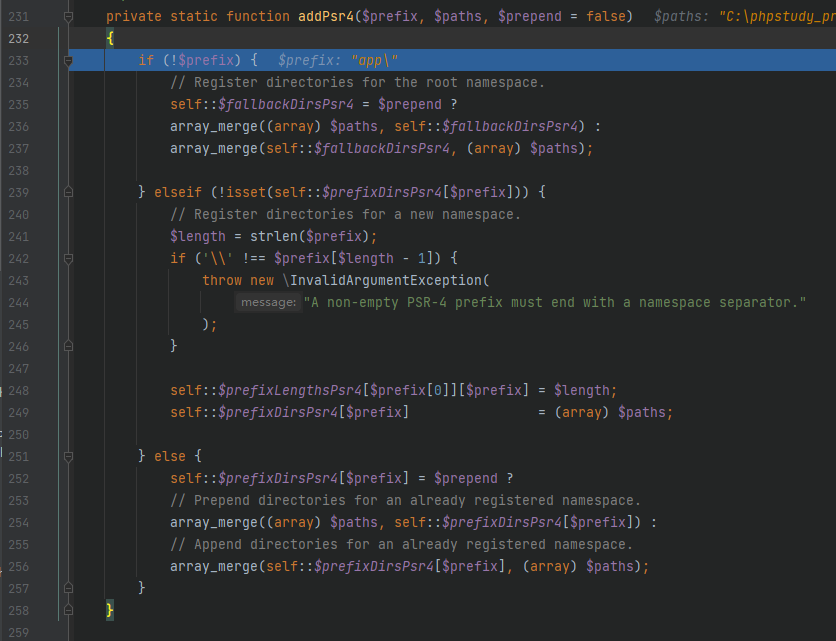 231 private static function addPsr4($prefix, $paths, $prepend = false) $paths: "C:\phpstudy_pr
232 {
233 if (!$prefix) { $prefix: "app\"
234 // Register directories for the root namespace.
235 self::$fallbackDirsPsr4 = $prepend ?
236 array_merge((array) $paths, self::$fallbackDirsPsr4) :
237 array_merge(self::$fallbackDirsPsr4, (array) $paths);
238
239 } elseif (!isset(self::$prefixDirsPsr4[$prefix])) {
240 // Register directories for a new namespace.
241 $length = strlen($prefix);
242 if ('\\' !== $prefix[$length - 1]) {
243 throw new \InvalidArgumentException(
244 message: "A non-empty PSR-4 prefix must end with a namespace separator."
245 );
246 }
247
248 self::$prefixLengthsPsr4[$prefix[0]][$prefix] = $length;
249 self::$prefixDirsPsr4[$prefix] = (array) $paths;
250
251 } else {
252 self::$prefixDirsPsr4[$prefix] = $prepend ?
253 // Prepend directories for an already registered namespace.
254 array_merge((array) $paths, self::$prefixDirsPsr4[$prefix]) :
255 // Append directories for an already registered namespace.
256 array_merge(self::$prefixDirsPsr4[$prefix], (array) $paths);
257 }
258 }
259